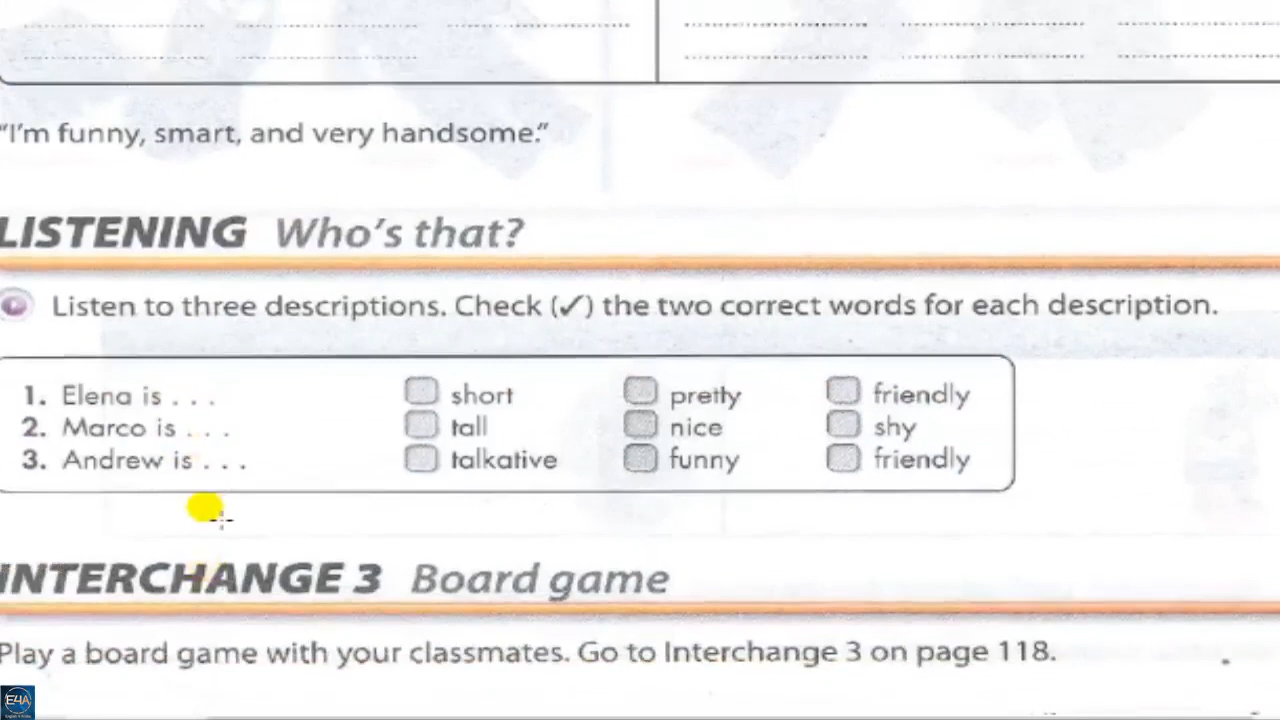 "I'm funny, smart, and very handsome."
LISTENING Who's that?
Listen to three descriptions. Check (✓) the two correct words for each description.
1. Elena is . . . short pretty friendly
2. Marco is . . . tall nice shy
3. Andrew is . . . talkative funny friendly
INTERCHANGE 3 Board game
Play a board game with your classmates. Go to Interchange 3 on page 118.
E4A